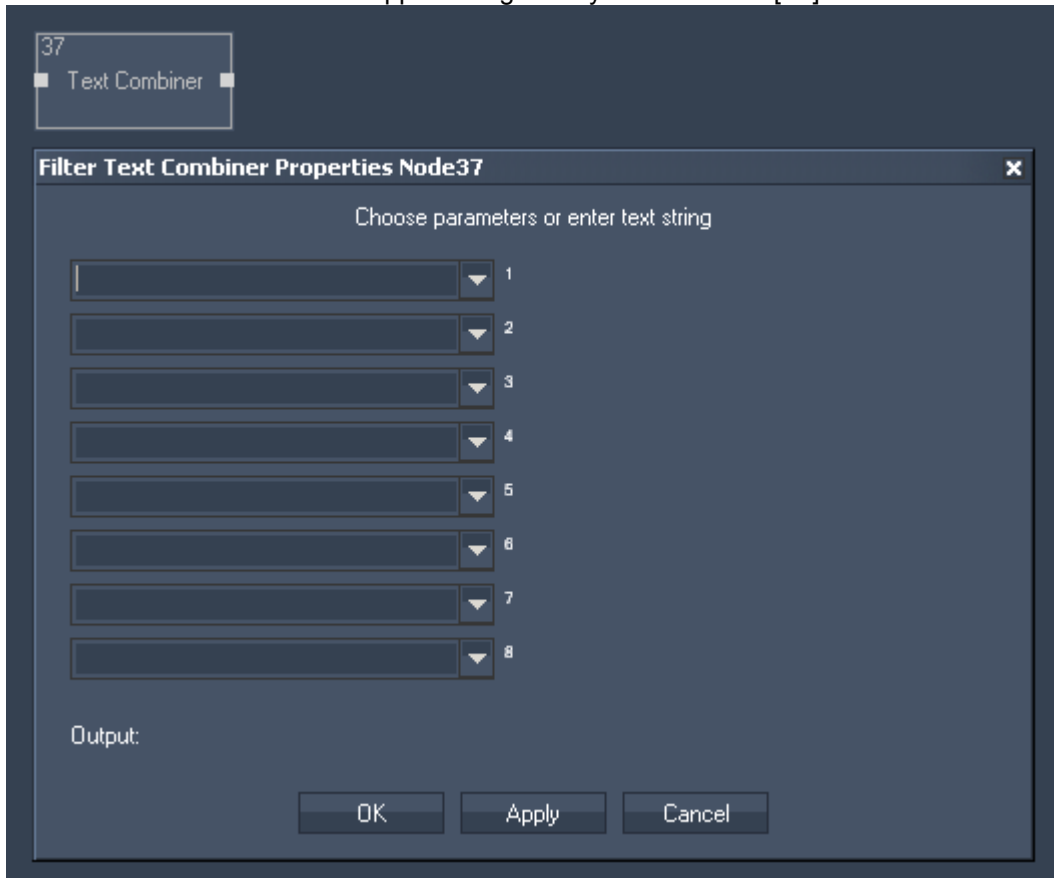 37
Text Combiner
Filter Text Combiner Properties Node37
Choose parameters or enter text string
1
2
3
4
5
6
7
8
Output:
OK Apply Cancel